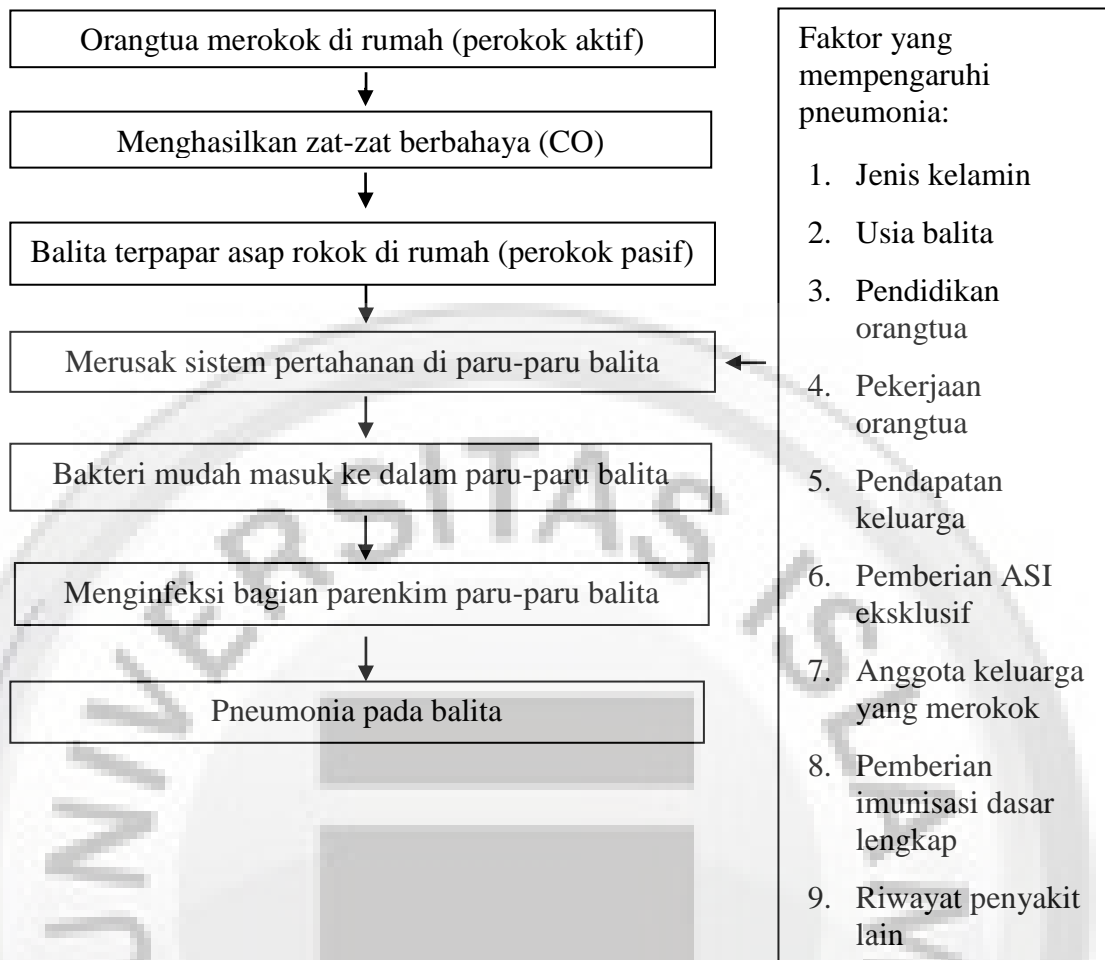 Orangtua merokok di rumah (perokok aktif)
Menghasilkan zat-zat berbahaya (CO)
Balita terpapar asap rokok di rumah (perokok pasif)
Merusak sistem pertahanan di paru-paru balita
Bakteri mudah masuk ke dalam paru-paru balita
Menginfeksi bagian parenkim paru-paru balita
Pneumonia pada balita
Faktor yang
mempengaruhi
pneumonia:
1. Jenis kelamin
2. Usia balita
3. Pendidikan
orangtua
4. Pekerjaan
orangtua
5. Pendapatan
keluarga
6. Pemberian ASI
eksklusif
7. Anggota keluarga
yang merokok
8. Pemberian
imunisasi dasar
lengkap
9. Riwayat penyakit
lain
UNIVERSITAS ISLAM